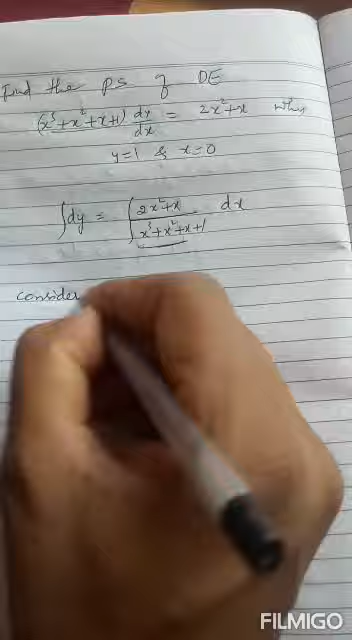 Find the PS of DE
(x³+x²+x+1) dy/dx = 2x²+x when
y=1 & x=0
∫dy = ∫ 2x²+x / x³+x²+x+1 dx
consider
FILMIGO